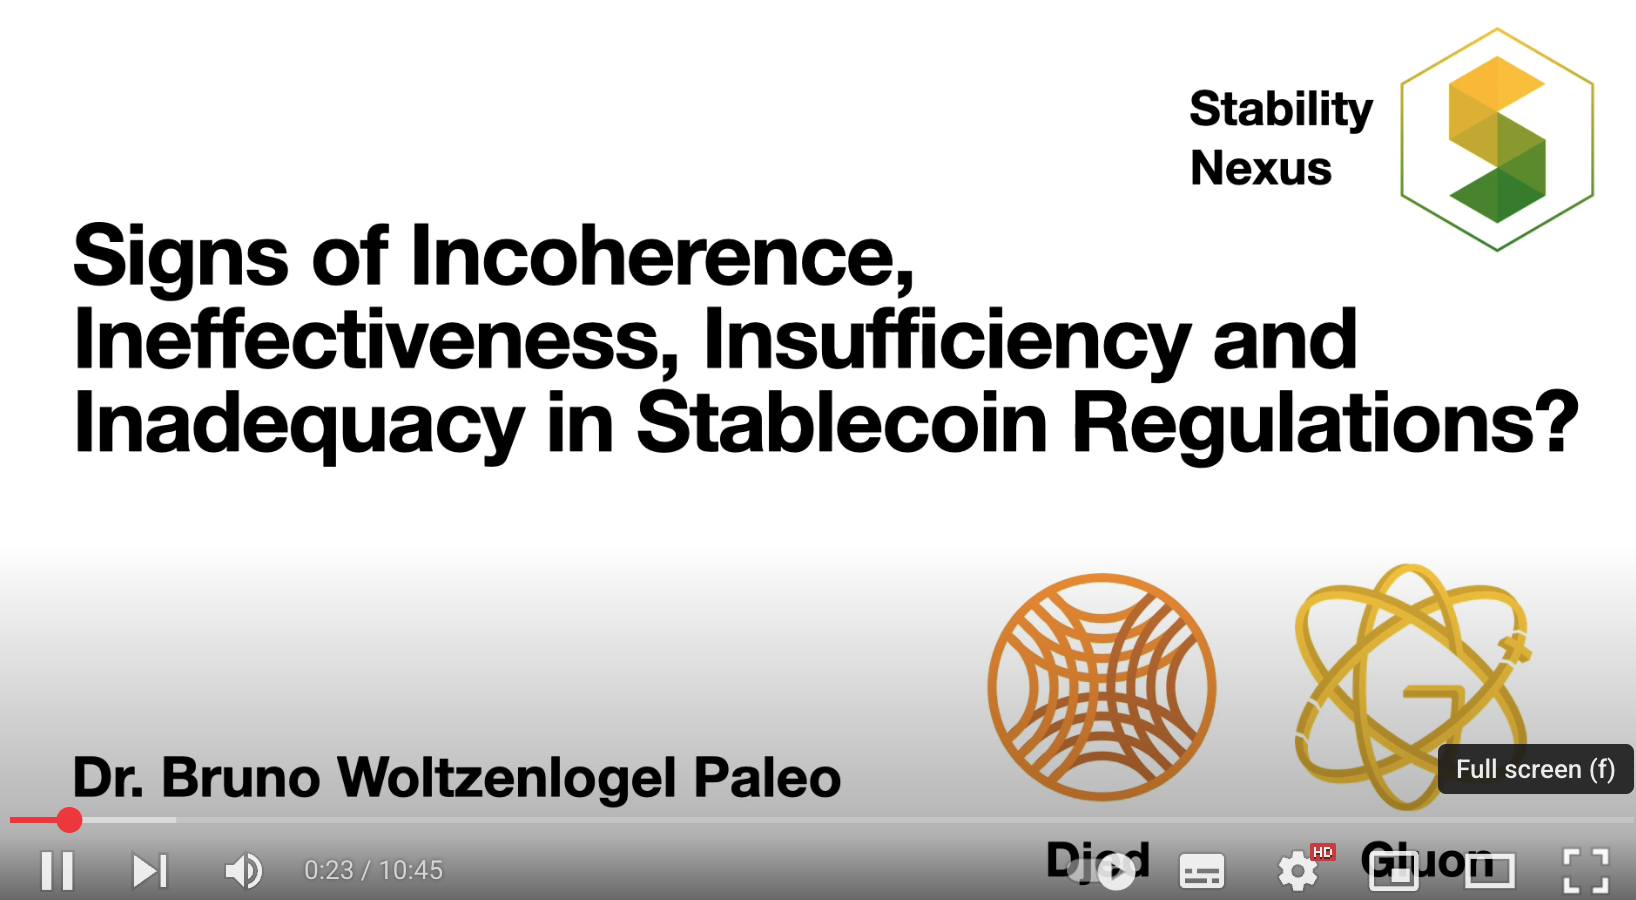 Stability
Nexus
Signs of Incoherence,
Ineffectiveness, Insufficiency and
Inadequacy in Stablecoin Regulations?
Dr. Bruno Woltzenlogel Paleo
G
Full screen (f)
Djed
Gluon
0:23 / 10:45
HD